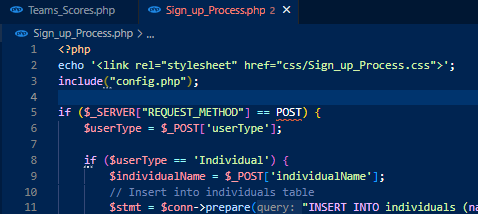 Teams_Scores.php Sign_up_Process.php 2 ×
Sign_up_Process.php > ...
1 <?php
2 echo '<link rel="stylesheet" href="css/Sign_up_Process.css">';
3 include("config.php");
4
5 if ($_SERVER["REQUEST_METHOD"] == POST) {
6 $userType = $_POST['userType'];
7
8 if ($userType == 'Individual') {
9 $individualName = $_POST['individualName'];
10 // Insert into individuals table
11 $stmt = $conn->prepare(query: "INSERT INTO individuals (na